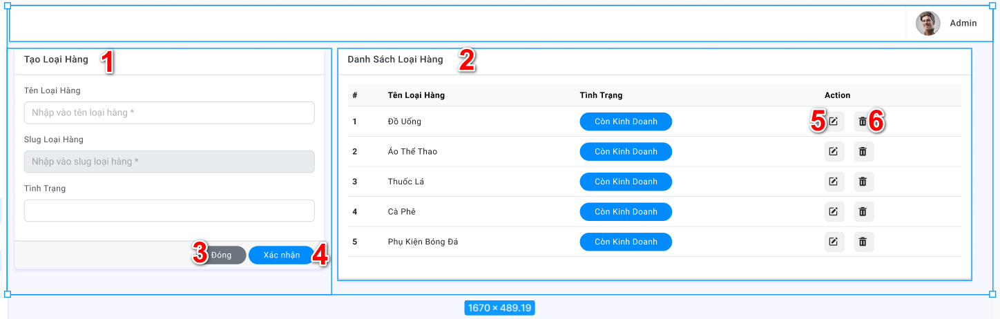 Admin
Tạo Loại Hàng 1
Tên Loại Hàng
Nhập vào tên loại hàng *
Slug Loại Hàng
Nhập vào slug loại hàng *
Tình Trạng
3 Đóng Xác nhận 4
Danh Sách Loại Hàng 2
# Tên Loại Hàng Tình Trạng Action
1 Đồ Uống Còn Kinh Doanh 5 6
2 Áo Thể Thao Còn Kinh Doanh
3 Thuốc Lá Còn Kinh Doanh
4 Cà Phê Còn Kinh Doanh
5 Phụ Kiện Bóng Đá Còn Kinh Doanh
1670 × 489.19